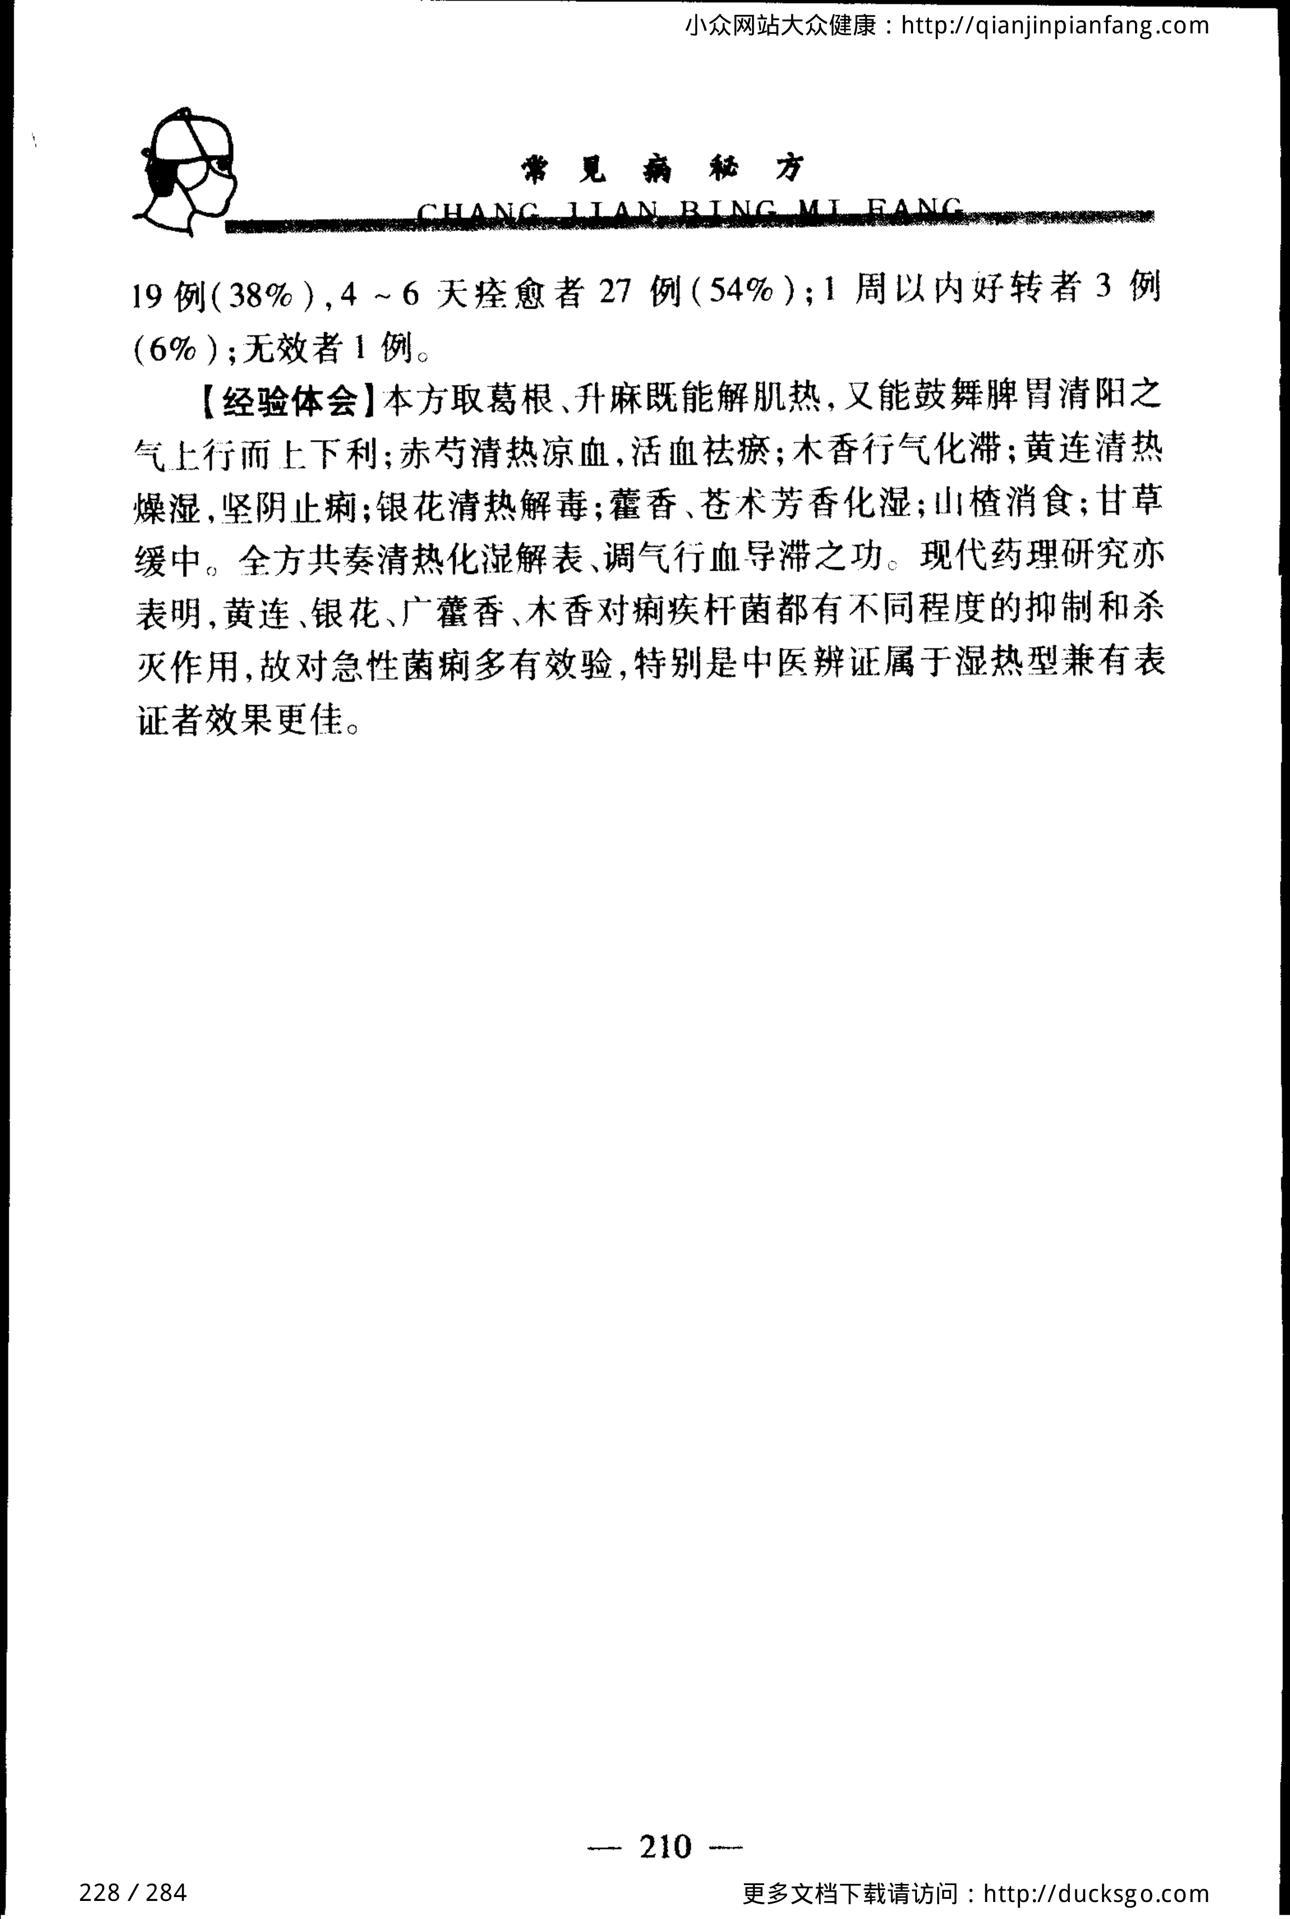 小众网站大众健康：http://qianjinpianfang.com
常见病秘方
CHANG JIAN BING MI FANG
19例(38%),4~6天痊愈者27例(54%);1周以内好转者3例
(6%);无效者1例。
【经验体会】本方取葛根、升麻既能解肌热,又能鼓舞脾胃清阳之
气上行而上下利;赤芍清热凉血,活血祛瘀;木香行气化滞;黄连清热
燥湿,坚阴止痢;银花清热解毒;藿香、苍术芳香化湿;山楂消食;甘草
缓中。全方共奏清热化湿解表、调气行血导滞之功。现代药理研究亦
表明,黄连、银花、广藿香、木香对痢疾杆菌都有不同程度的抑制和杀
灭作用,故对急性菌痢多有效验,特别是中医辨证属于湿热型兼有表
证者效果更佳。
— 210 —
228 / 284
更多文档下载请访问：http://ducksgo.com